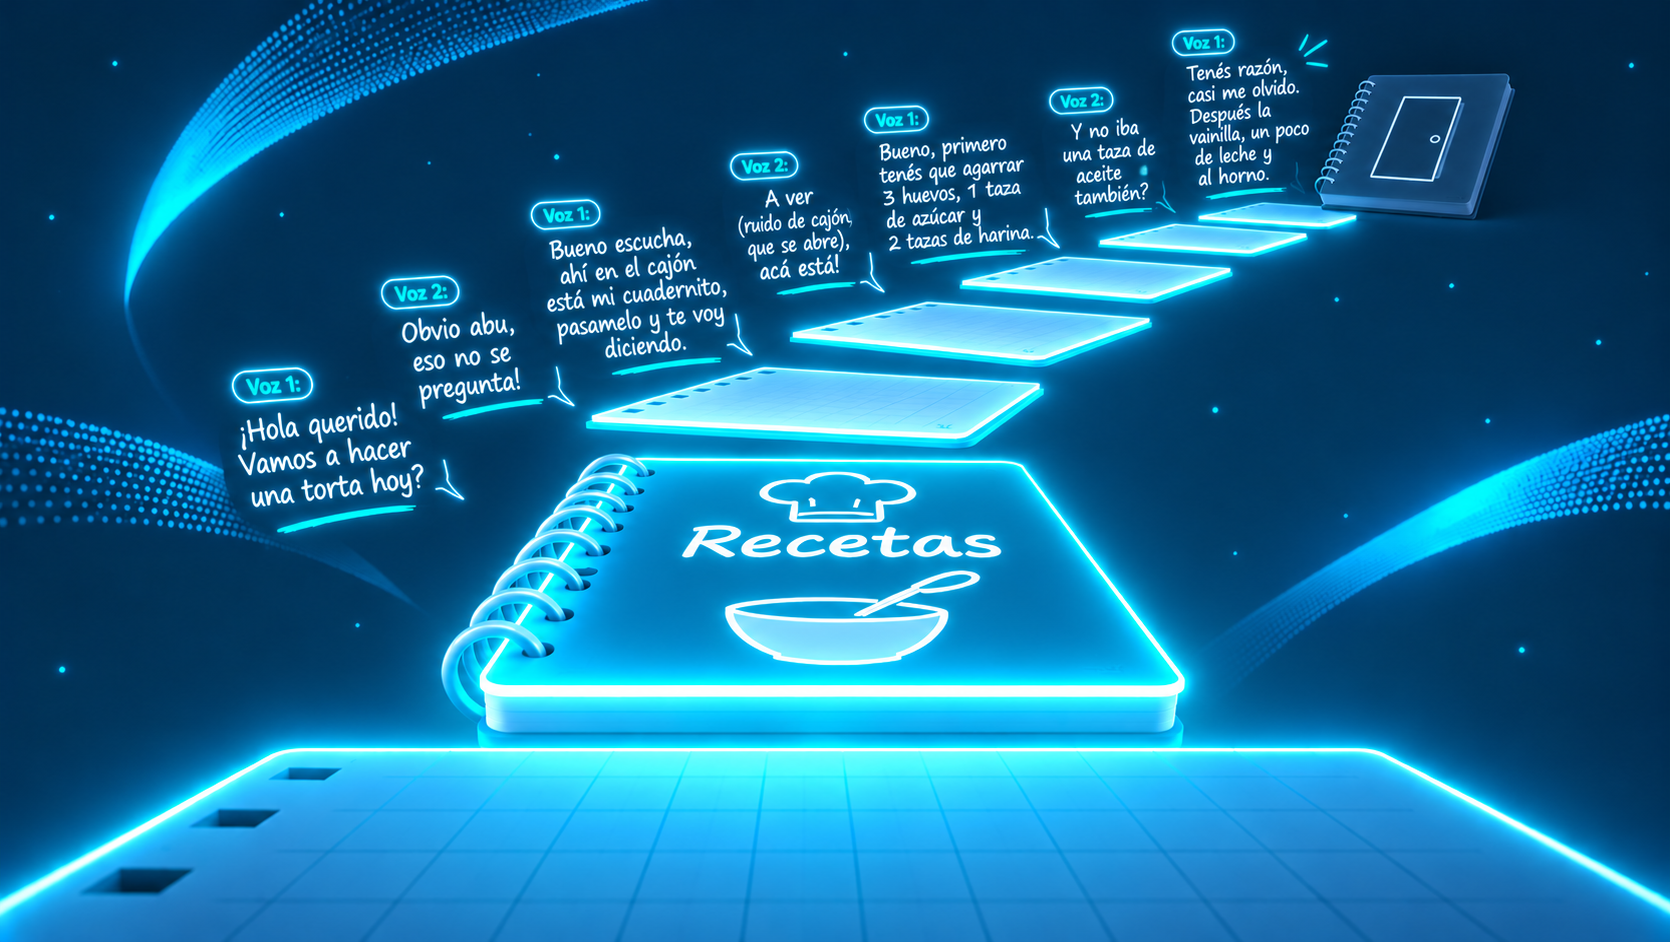 Voz 1:
¡Hola querido!
Vamos a hacer
una torta hoy?
Voz 2:
Obvio abu,
eso no se
pregunta!
Voz 1:
Bueno escucha,
ahí en el cajón
está mi cuadernito,
pasamelo y te voy
diciendo.
Voz 2:
A ver
(ruido de cajón,
que se abre),
acá está!
Voz 1:
Bueno, primero
tenés que agarrar
3 huevos, 1 taza
de azúcar y
2 tazas de harina.
Voz 2:
Y no iba
una taza de
aceite
también?
Voz 1:
Tenés razón,
casi me olvido.
Después la
vainilla, un poco
de leche y
al horno.
Recetas